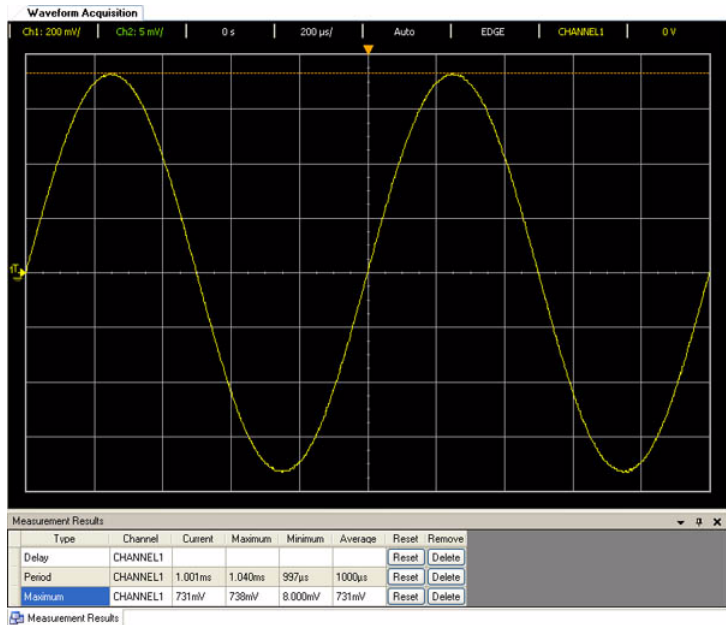 Waveform Acquisition
Ch1: 200 mV/ Ch2: 5 mV/ 0 s 200 µs/ Auto EDGE CHANNEL1 0 V
Measurement Results
Type Channel Current Maximum Minimum Average Reset Remove
Delay CHANNEL1 Reset Delete
Period CHANNEL1 1.001ms 1.040ms 997µs 1000µs Reset Delete
Maximum CHANNEL1 731mV 738mV 8.000mV 731mV Reset Delete
Measurement Results